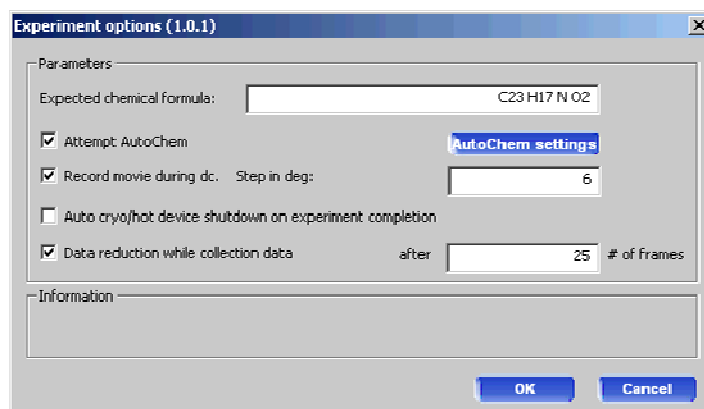 Experiment options (1.0.1)
Parameters
Expected chemical formula: C23 H17 N O2
Attempt AutoChem AutoChem settings
Record movie during dc. Step in deg: 6
Auto cryo/hot device shutdown on experiment completion
Data reduction while collection data after 25 # of frames
Information
OK Cancel